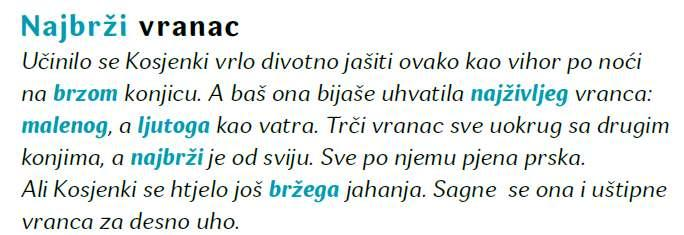 Najbrži vranac
Učinilo se Kosjenki vrlo divotno jašiti ovako kao vihor po noći
na brzom konjicu. A baš ona bijaše uhvatila najživljeg vranca:
malenog, a ljutoga kao vatra. Trči vranac sve uokrug sa drugim
konjima, a najbrži je od sviju. Sve po njemu pjena prska.
Ali Kosjenki se htjelo još bržega jahanja. Sagne se ona i uštipne
vranca za desno uho.